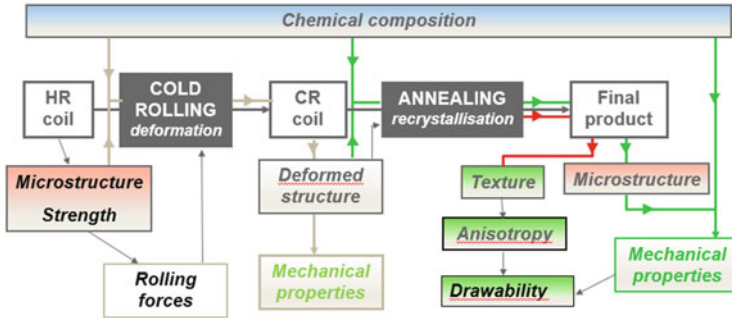 Chemical composition
HR
coil
COLD
ROLLING
deformation
CR
coil
ANNEALING
recrystallisation
Final
product
Microstructure
Strength
Deformed
structure
Texture
Microstructure
Anisotropy
Rolling
forces
Mechanical
properties
Drawability
Mechanical
properties